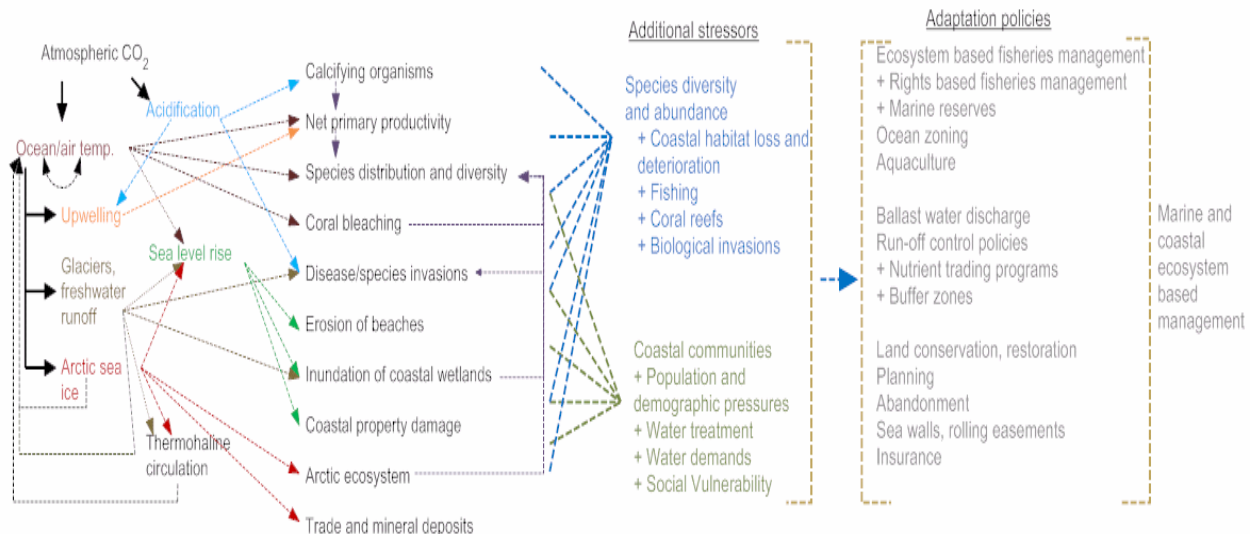 Atmospheric CO2
Acidification
Ocean/air temp.
Upwelling
Sea level rise
Glaciers,
freshwater
runoff
Arctic sea
ice
Thermohaline
circulation
Calcifying organisms
Net primary productivity
Species distribution and diversity
Coral bleaching
Disease/species invasions
Erosion of beaches
Inundation of coastal wetlands
Coastal property damage
Arctic ecosystem
Trade and mineral deposits
Additional stressors
Species diversity
and abundance
+ Coastal habitat loss and
deterioration
+ Fishing
+ Coral reefs
+ Biological invasions
Coastal communities
+ Population and
demographic pressures
+ Water treatment
+ Water demands
+ Social Vulnerability
Adaptation policies
Ecosystem based fisheries management
+ Rights based fisheries management
+ Marine reserves
Ocean zoning
Aquaculture
Ballast water discharge
Run-off control policies
+ Nutrient trading programs
+ Buffer zones
Land conservation, restoration
Planning
Abandonment
Sea walls, rolling easements
Insurance
Marine and
coastal
ecosystem
based
management